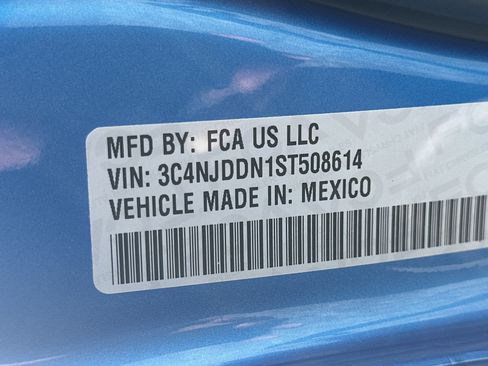 MFD BY: FCA US LLC
VIN: 3C4NJDDN1ST508614
VEHICLE MADE IN: MEXICO